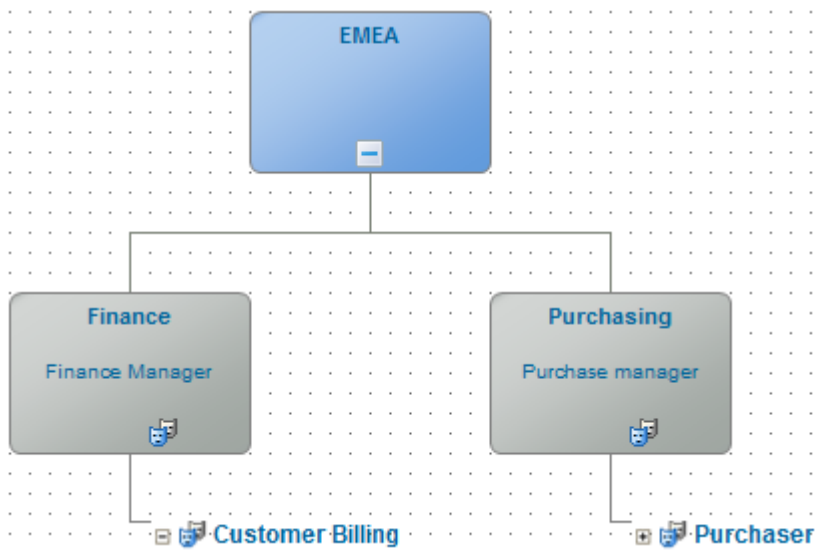 EMEA
Finance
Finance Manager
Purchasing
Purchase manager
Customer Billing
Purchaser